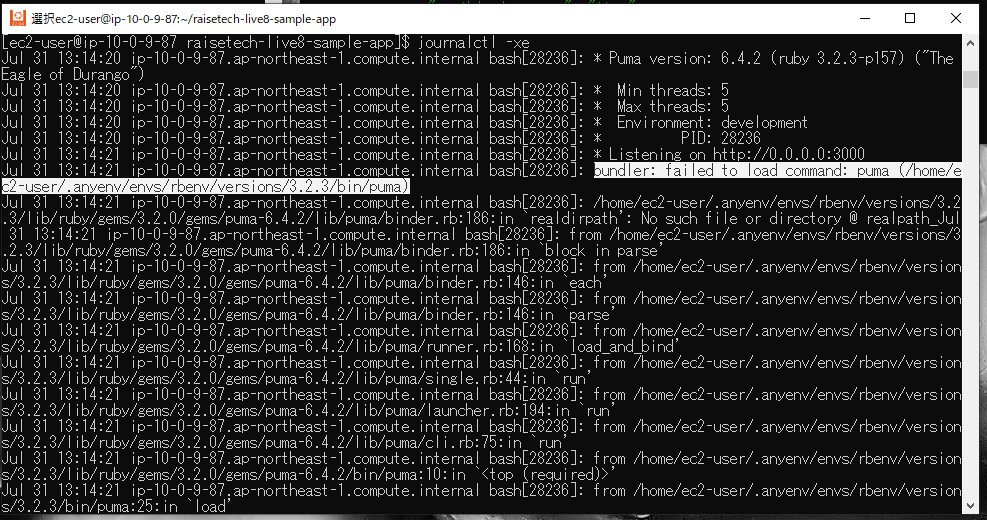 選択ec2-user@ip-10-0-9-87:~/raisetech-live8-sample-app
[ec2-user@ip-10-0-9-87 raisetech-live8-sample-app]$ journalctl -xe
Jul 31 13:14:20 ip-10-0-9-87.ap-northeast-1.compute.internal bash[28236]: * Puma version: 6.4.2 (ruby 3.2.3-p157) ("The
Eagle of Durango")
Jul 31 13:14:20 ip-10-0-9-87.ap-northeast-1.compute.internal bash[28236]: *  Min threads: 5
Jul 31 13:14:20 ip-10-0-9-87.ap-northeast-1.compute.internal bash[28236]: *  Max threads: 5
Jul 31 13:14:20 ip-10-0-9-87.ap-northeast-1.compute.internal bash[28236]: *  Environment: development
Jul 31 13:14:20 ip-10-0-9-87.ap-northeast-1.compute.internal bash[28236]: *          PID: 28236
Jul 31 13:14:21 ip-10-0-9-87.ap-northeast-1.compute.internal bash[28236]: * Listening on http://0.0.0.0:3000
Jul 31 13:14:21 ip-10-0-9-87.ap-northeast-1.compute.internal bash[28236]: bundler: failed to load command: puma (/home/e
c2-user/.anyenv/envs/rbenv/versions/3.2.3/bin/puma)
Jul 31 13:14:21 ip-10-0-9-87.ap-northeast-1.compute.internal bash[28236]: /home/ec2-user/.anyenv/envs/rbenv/versions/3.2
.3/lib/ruby/gems/3.2.0/gems/puma-6.4.2/lib/puma/binder.rb:186:in `realdirpath': No such file or directory @ realpath_Jul
31 13:14:21 ip-10-0-9-87.ap-northeast-1.compute.internal bash[28236]: from /home/ec2-user/.anyenv/envs/rbenv/versions/3
.2.3/lib/ruby/gems/3.2.0/gems/puma-6.4.2/lib/puma/binder.rb:186:in `block in parse'
Jul 31 13:14:21 ip-10-0-9-87.ap-northeast-1.compute.internal bash[28236]: from /home/ec2-user/.anyenv/envs/rbenv/version
s/3.2.3/lib/ruby/gems/3.2.0/gems/puma-6.4.2/lib/puma/binder.rb:146:in `each'
Jul 31 13:14:21 ip-10-0-9-87.ap-northeast-1.compute.internal bash[28236]: from /home/ec2-user/.anyenv/envs/rbenv/version
s/3.2.3/lib/ruby/gems/3.2.0/gems/puma-6.4.2/lib/puma/binder.rb:146:in `parse'
Jul 31 13:14:21 ip-10-0-9-87.ap-northeast-1.compute.internal bash[28236]: from /home/ec2-user/.anyenv/envs/rbenv/version
s/3.2.3/lib/ruby/gems/3.2.0/gems/puma-6.4.2/lib/puma/runner.rb:168:in `load_and_bind'
Jul 31 13:14:21 ip-10-0-9-87.ap-northeast-1.compute.internal bash[28236]: from /home/ec2-user/.anyenv/envs/rbenv/version
s/3.2.3/lib/ruby/gems/3.2.0/gems/puma-6.4.2/lib/puma/single.rb:44:in `run'
Jul 31 13:14:21 ip-10-0-9-87.ap-northeast-1.compute.internal bash[28236]: from /home/ec2-user/.anyenv/envs/rbenv/version
s/3.2.3/lib/ruby/gems/3.2.0/gems/puma-6.4.2/lib/puma/launcher.rb:194:in `run'
Jul 31 13:14:21 ip-10-0-9-87.ap-northeast-1.compute.internal bash[28236]: from /home/ec2-user/.anyenv/envs/rbenv/version
s/3.2.3/lib/ruby/gems/3.2.0/gems/puma-6.4.2/lib/puma/cli.rb:75:in `run'
Jul 31 13:14:21 ip-10-0-9-87.ap-northeast-1.compute.internal bash[28236]: from /home/ec2-user/.anyenv/envs/rbenv/version
s/3.2.3/lib/ruby/gems/3.2.0/gems/puma-6.4.2/bin/puma:10:in `<top (required)>'
Jul 31 13:14:21 ip-10-0-9-87.ap-northeast-1.compute.internal bash[28236]: from /home/ec2-user/.anyenv/envs/rbenv/version
s/3.2.3/bin/puma:25:in `load'